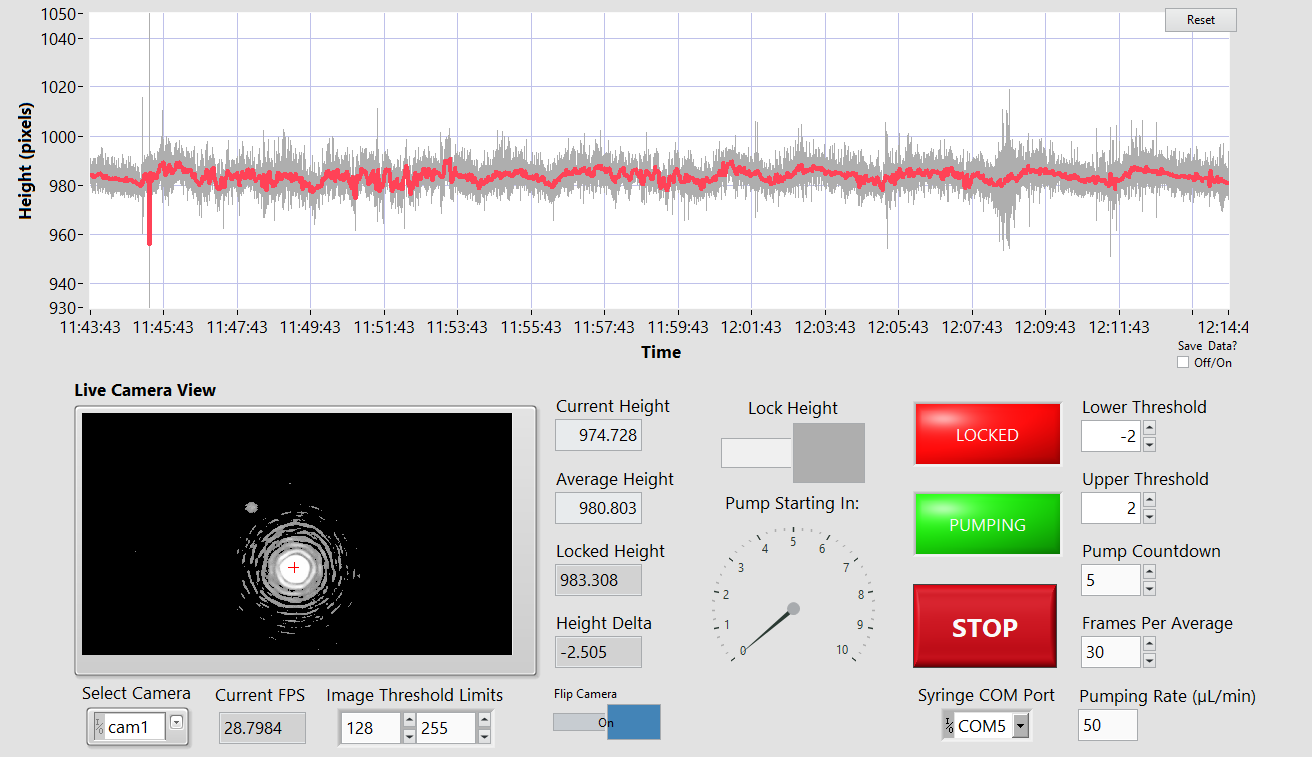 1050
Reset
1040
1020
1000
980
960
940
930
Height (pixels)
11:43:43 11:45:43 11:47:43 11:49:43 11:51:43 11:53:43 11:55:43 11:57:43 11:59:43 12:01:43 12:03:43 12:05:43 12:07:43 12:09:43 12:11:43 12:14:4
Time
Save Data?
Off/On
Live Camera View
Current Height
974.728
Average Height
980.803
Locked Height
983.308
Height Delta
-2.505
Lock Height
Pump Starting In:
0 1 2 3 4 5 6 7 8 9 10
LOCKED
PUMPING
STOP
Lower Threshold
-2
Upper Threshold
2
Pump Countdown
5
Frames Per Average
30
Select Camera
I/0 cam1
Current FPS
28.7984
Image Threshold Limits
128 255
Flip Camera
On
Syringe COM Port
I/0 COM5
Pumping Rate (µL/min)
50